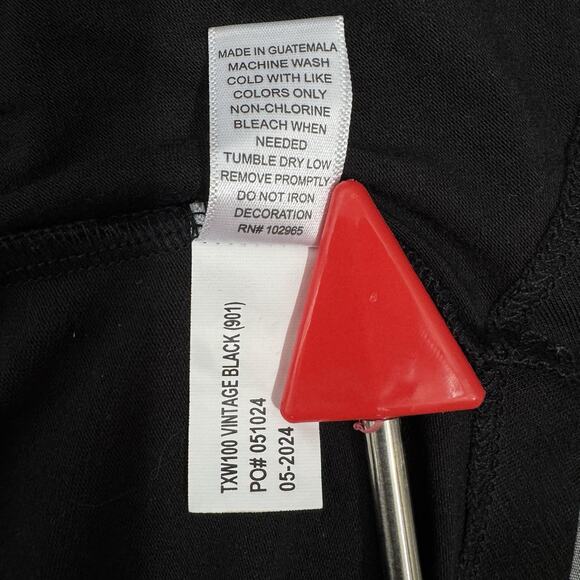 MADE IN GUATEMALA
MACHINE WASH
COLD WITH LIKE
COLORS ONLY
NON-CHLORINE
BLEACH WHEN
NEEDED
TUMBLE DRY LOW
REMOVE PROMPTLY
DO NOT IRON
DECORATION
RN# 102965
TXW100 VINTAGE BLACK (901)
PO# 051024
05-2024